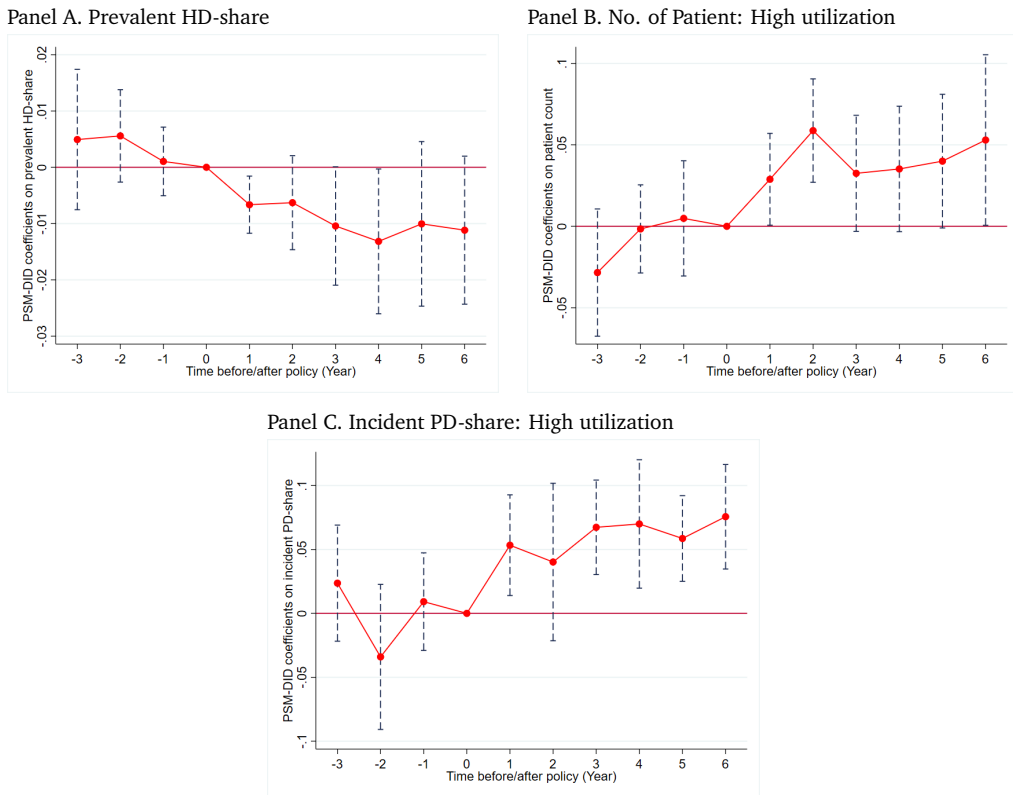 Panel A. Prevalent HD-share
PSM-DID coefficients on prevalent HD-share
.02
.01
0
-.01
-.02
-.03
-3 -2 -1 0 1 2 3 4 5 6
Time before/after policy (Year)
Panel B. No. of Patient: High utilization
PSM-DID coefficients on patient count
.1
.05
0
-.05
-3 -2 -1 0 1 2 3 4 5 6
Time before/after policy (Year)
Panel C. Incident PD-share: High utilization
PSM-DID coefficients on incident PD-share
.1
.05
0
-.05
-.1
-3 -2 -1 0 1 2 3 4 5 6
Time before/after policy (Year)